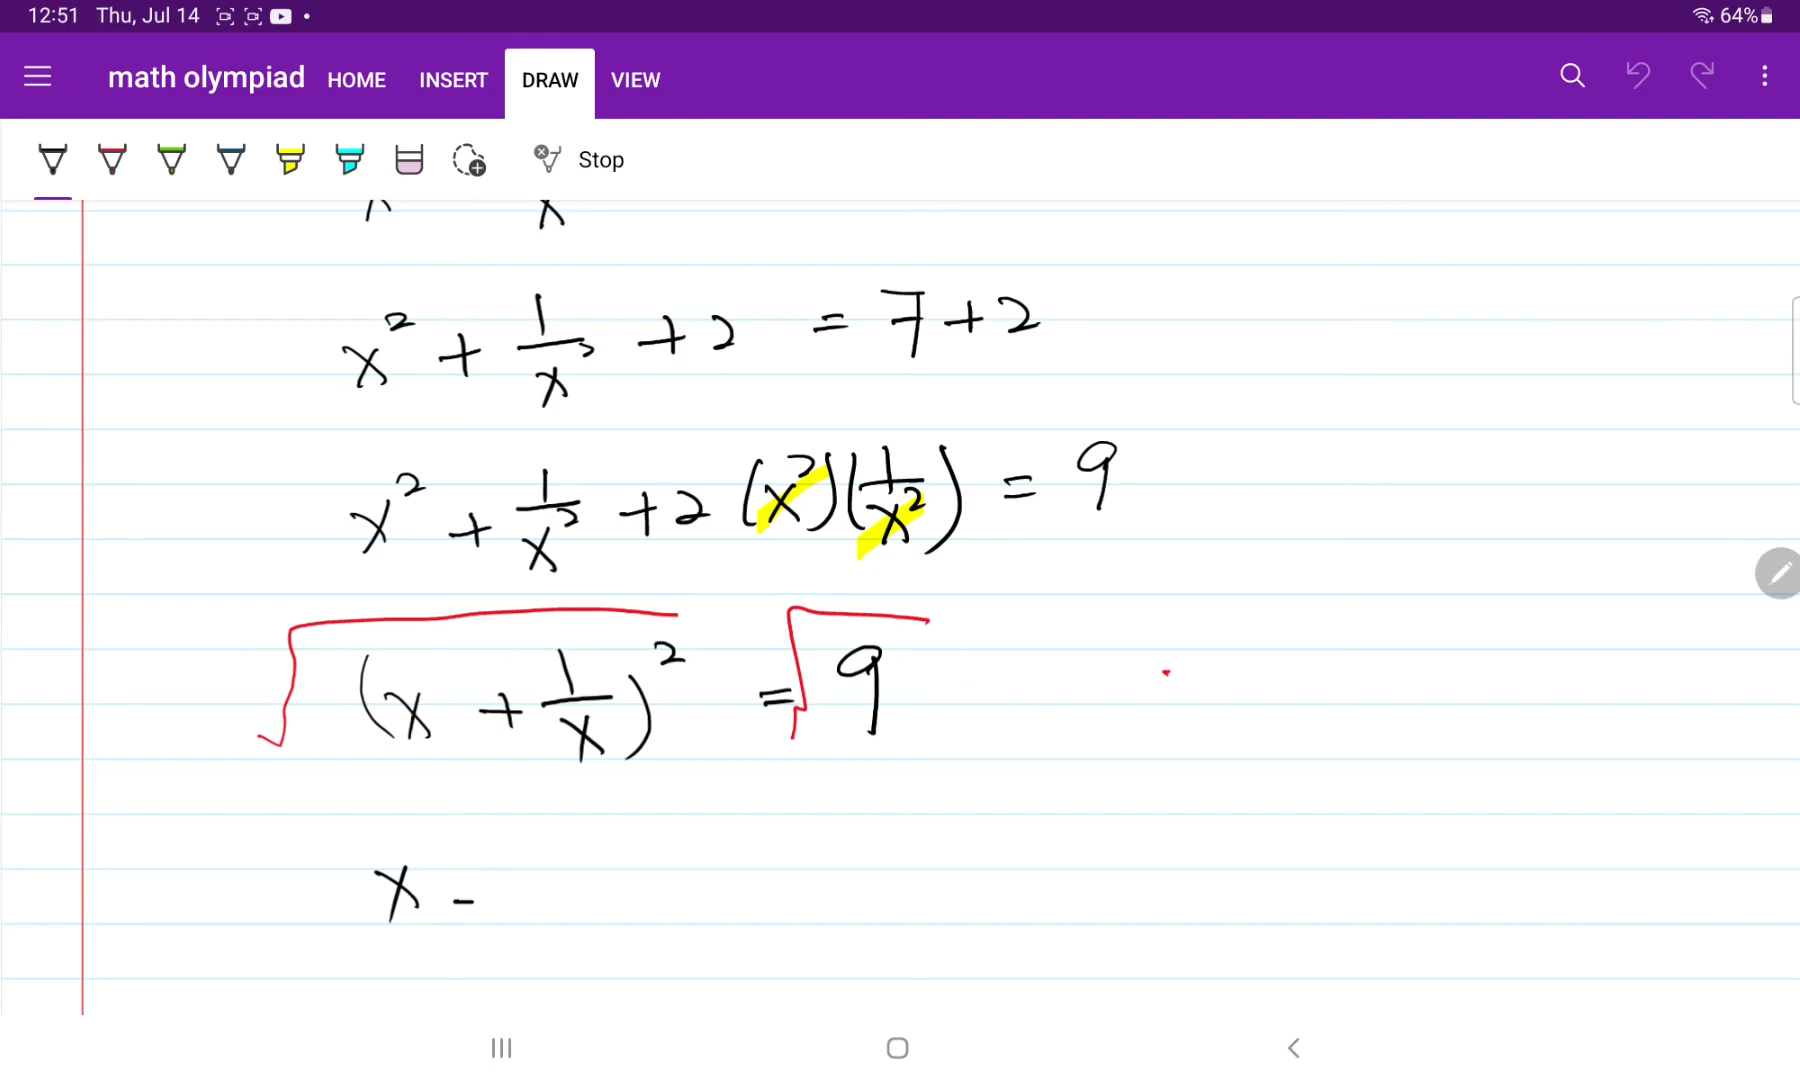 12:51 Thu, Jul 14 64%
math olympiad HOME INSERT DRAW VIEW
Stop
x x
x² + 1/x² + 2 = 7 + 2
x² + 1/x² + 2 (x²)(1/x²) = 9
√(x + 1/x)² = √9
x -